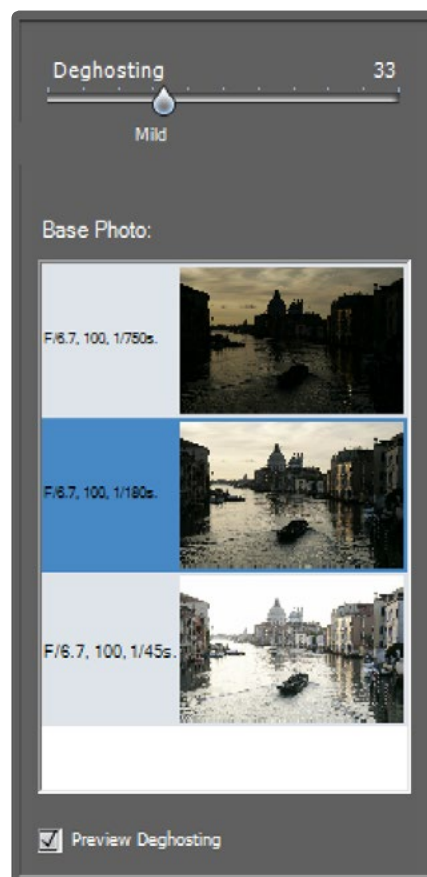 Deghosting 33
Mild
Base Photo:
F/6.7, 100, 1/750s.
F/6.7, 100, 1/180s.
F/6.7, 100, 1/45s.
Preview Deghosting